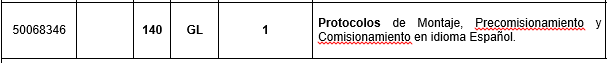 50068346 140 GL 1 Protocolos de Montaje, Precomisionamiento y
Comisionamiento en idioma Español.